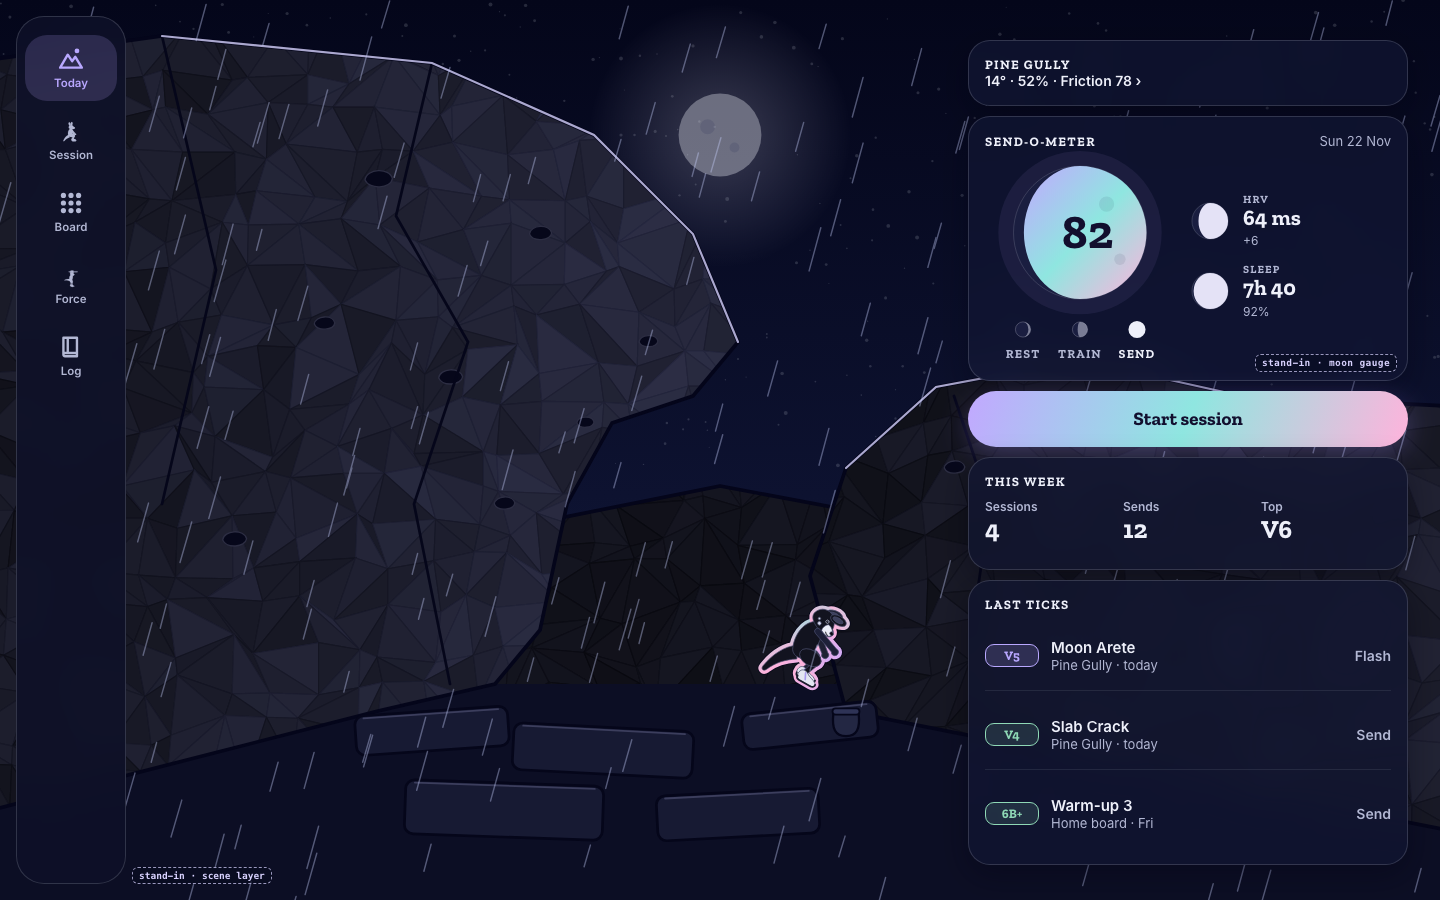 Today
Session
Board
Force
Log
PINE GULLY
14° · 52% · Friction 78 ›
SEND-O-METER
Sun 22 Nov
82
HRV
64 ms
+6
SLEEP
7h 40
92%
REST
TRAIN
SEND
stand-in · moon gauge
Start session
THIS WEEK
Sessions
4
Sends
12
Top
V6
LAST TICKS
V5
Moon Arete
Pine Gully · today
Flash
V4
Slab Crack
Pine Gully · today
Send
6B+
Warm-up 3
Home board · Fri
Send
stand-in · scene layer